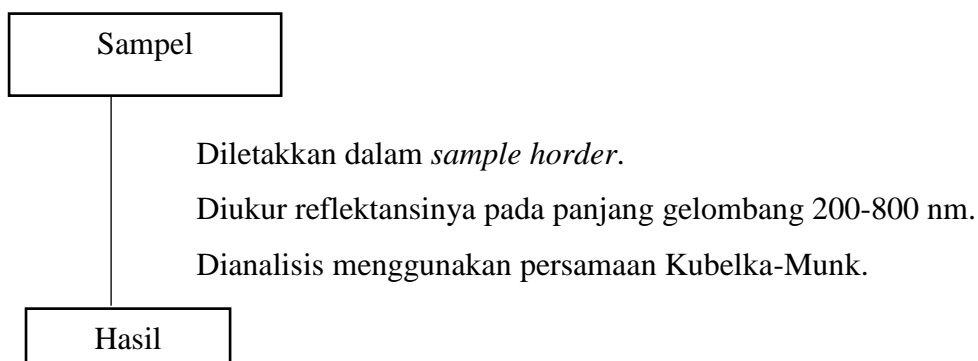 Sampel
Diletakkan dalam sample horder.
Diukur reflektansinya pada panjang gelombang 200-800 nm.
Dianalisis menggunakan persamaan Kubelka-Munk.
Hasil